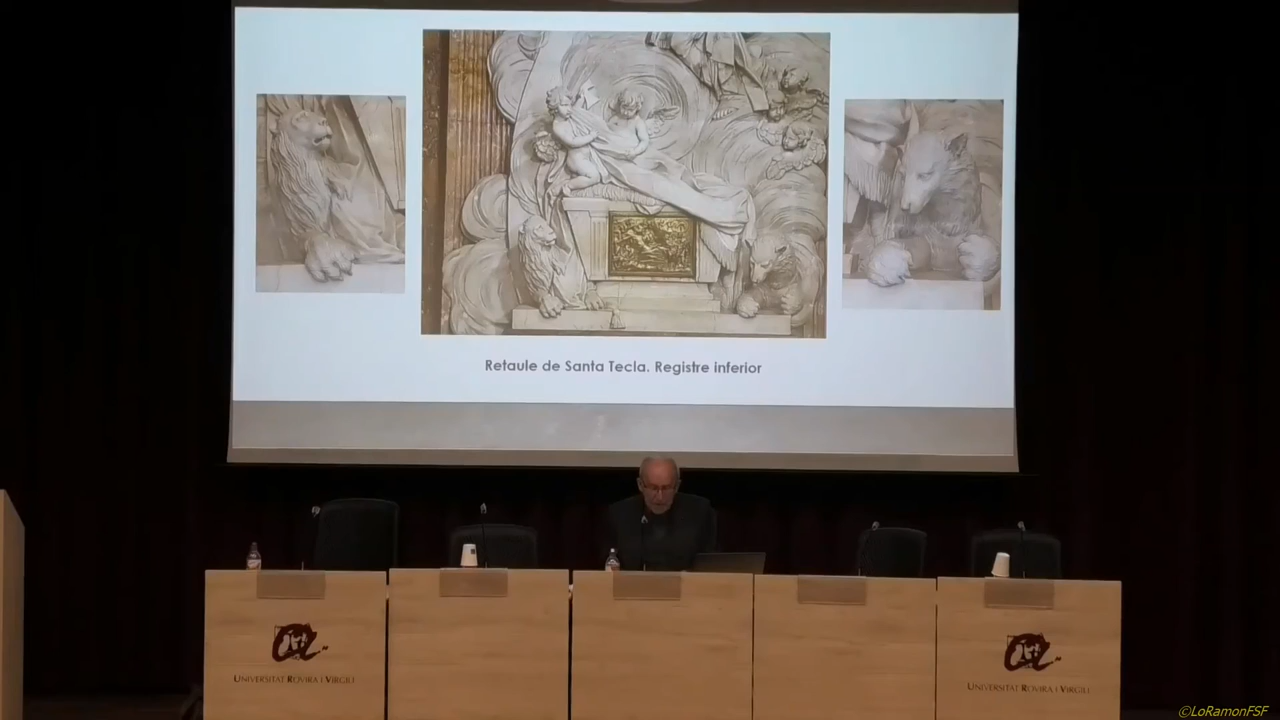 Retaule de Santa Tecla. Registre inferior
UNIVERSITAT ROVIRA I VIRGILI
UNIVERSITAT ROVIRA I VIRGILI
©LoRamonFSF